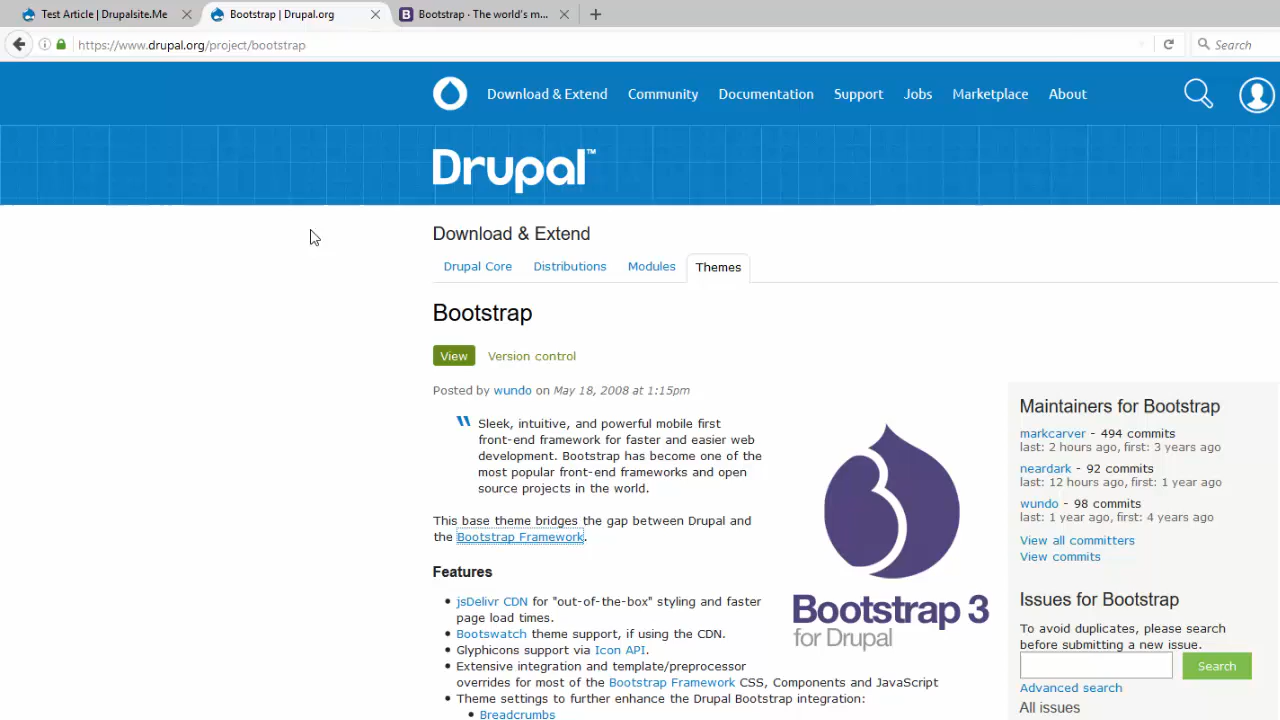 Test Article | Drupalsite.Me
Bootstrap | Drupal.org
Bootstrap · The world's m...
https://www.drupal.org/project/bootstrap
Search
Download & Extend
Community
Documentation
Support
Jobs
Marketplace
About
Drupal™
Download & Extend
Drupal Core
Distributions
Modules
Themes
Bootstrap
View
Version control
Posted by wundo on May 18, 2008 at 1:15pm
Sleek, intuitive, and powerful mobile first
front-end framework for faster and easier web
development. Bootstrap has become one of the
most popular front-end frameworks and open
source projects in the world.
This base theme bridges the gap between Drupal and
the Bootstrap Framework.
Features
• jsDelivr CDN for "out-of-the-box" styling and faster
page load times.
• Bootswatch theme support, if using the CDN.
• Glyphicons support via Icon API.
• Extensive integration and template/preprocessor
overrides for most of the Bootstrap Framework CSS, Components and JavaScript
• Theme settings to further enhance the Drupal Bootstrap integration:
• Breadcrumbs
Bootstrap 3
for Drupal
Maintainers for Bootstrap
markcarver - 494 commits
last: 2 hours ago, first: 3 years ago
neardark - 92 commits
last: 12 hours ago, first: 1 year ago
wundo - 98 commits
last: 1 year ago, first: 4 years ago
View all committers
View commits
Issues for Bootstrap
To avoid duplicates, please search
before submitting a new issue.
Search
Advanced search
All issues